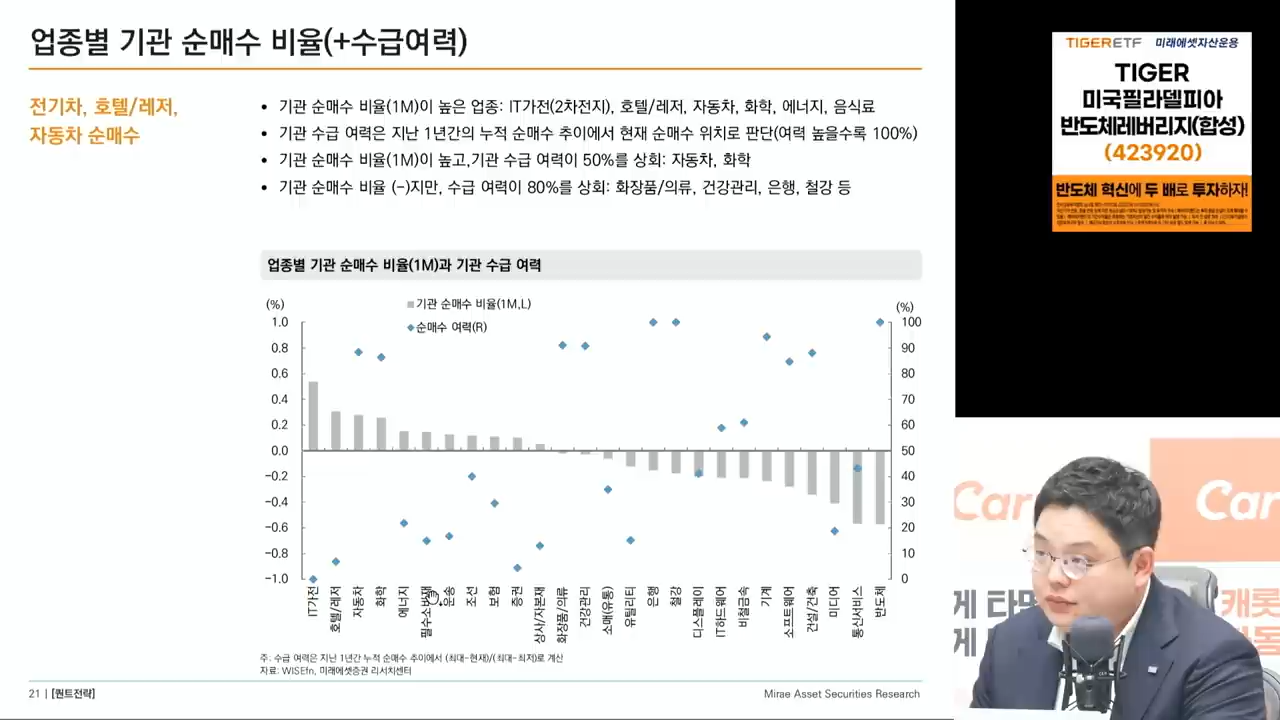 업종별 기관 순매수 비율(+수급여력)
전기차, 호텔/레저,
자동차 순매수
• 기관 순매수 비율(1M)이 높은 업종: IT가전(2차전지), 호텔/레저, 자동차, 화학, 에너지, 음식료
• 기관 수급 여력은 지난 1년간의 누적 순매수 추이에서 현재 순매수 위치로 판단(여력 높을수록 100%)
• 기관 순매수 비율(1M)이 높고,기관 수급 여력이 50%를 상회: 자동차, 화학
• 기관 순매수 비율 (-)지만, 수급 여력이 80%를 상회: 화장품/의류, 건강관리, 은행, 철강 등
업종별 기관 순매수 비율(1M)과 기관 수급 여력
(%)
기관 순매수 비율(1M,L)
순매수 여력(R)
(%)
1.0
0.8
0.6
0.4
0.2
0.0
−0.2
−0.4
−0.6
−0.8
−1.0
100
90
80
70
60
50
40
30
20
10
0
IT가전
호텔/레저
자동차
화학
에너지
필수소비재
운송
조선
보험
증권
상사/자본재
화장품/의류
건강관리
소매(유통)
유틸리티
은행
철강
디스플레이
IT하드웨어
비철금속
기계
소프트웨어
건설/건축
미디어
통신서비스
반도체
주: 수급 여력은 지난 1년간 누적 순매수 추이에서 (최대-현재)/(최대-최저)로 계산
자료: WISEfn, 미래에셋증권 리서치센터
21 | [퀀트전략]
Mirae Asset Securities Research
TIGER ETF 미래에셋자산운용
TIGER
미국필라델피아
반도체레버리지(합성)
(423920)
반도체 혁신에 두 배로 투자하자!
Car
Car
게 타
캐롯
게